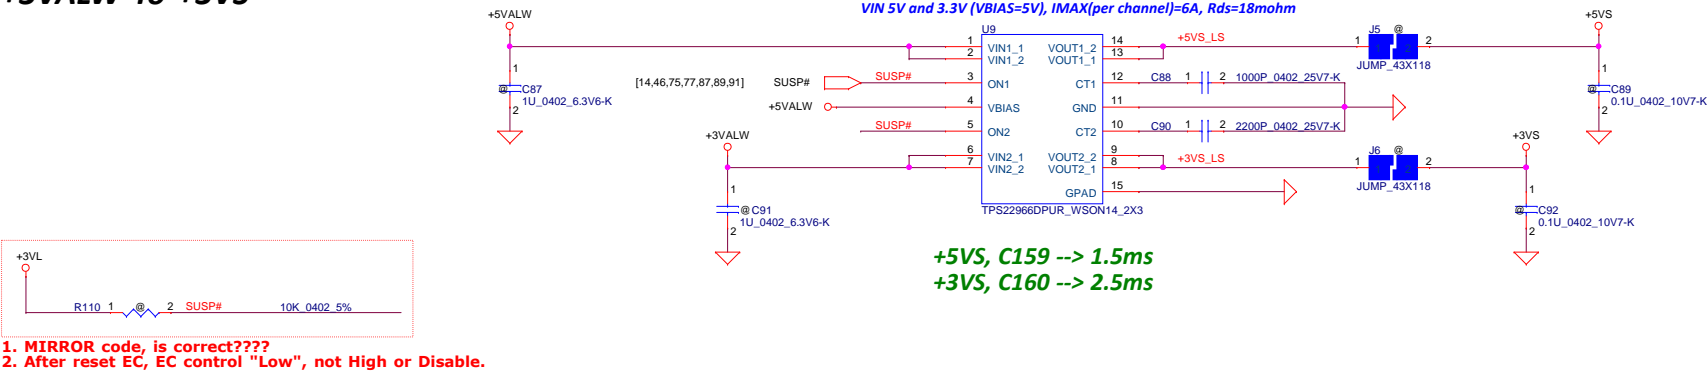 +5VALW
VIN 5V and 3.3V (VBIAS=5V), IMAX(per channel)=6A, Rds=18mohm
+5VS
U9
J5 @
1 VIN1_1 VOUT1_2 14 +5VS_LS 1 1 2 2
2 VIN1_2 VOUT1_1 13
JUMP_43X118
[14,46,75,77,87,89,91] SUSP# SUSP# 3 ON1 CT1 12 C88 1 2 1000P_0402_25V7-K
1
@ C87
1U_0402_6.3V6-K
2
1
@ C89
0.1U_0402_10V7-K
2
+5VALW 4 VBIAS GND 11
SUSP# 5 ON2 CT2 10 C90 1 2 2200P_0402_25V7-K
+3VALW
+3VS
J6 @
6 VIN2_1 VOUT2_2 9
7 VIN2_2 VOUT2_1 8 +3VS_LS 1 1 2 2
JUMP_43X118
GPAD 15
TPS22966DPUR_WSON14_2X3
1
@ C91
1U_0402_6.3V6-K
2
1
@ C92
0.1U_0402_10V7-K
2
+5VS, C159 --> 1.5ms
+3VS, C160 --> 2.5ms
+3VL
R110 1 @ 2 SUSP# 10K_0402_5%
1. MIRROR code, is correct????
2. After reset EC, EC control "Low", not High or Disable.